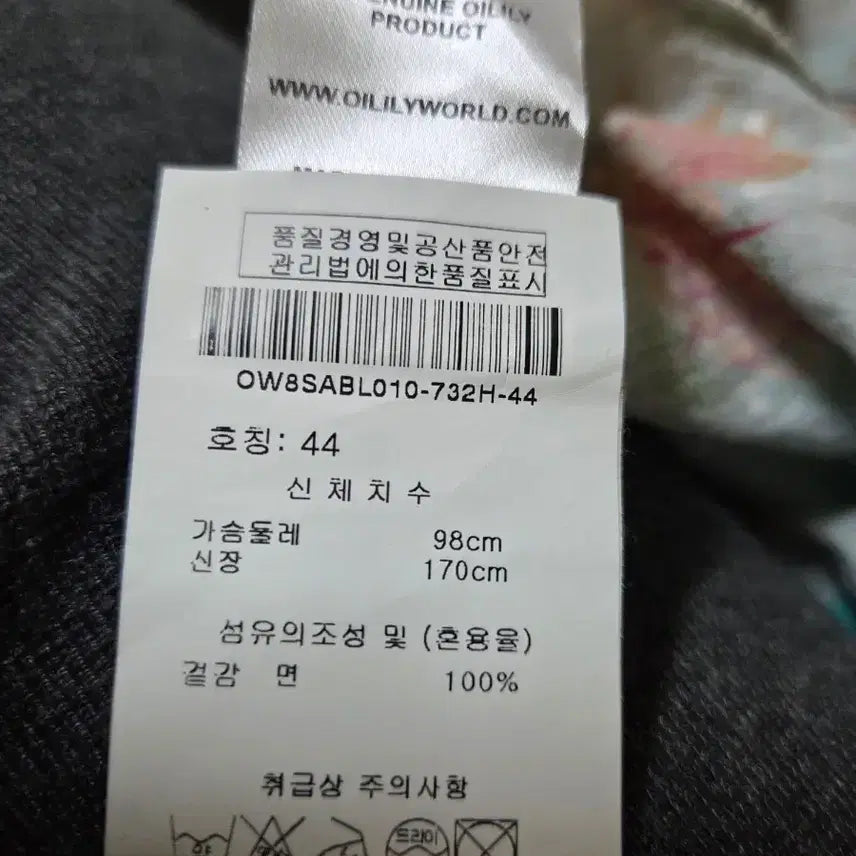 GENUINE OILILY
PRODUCT
WWW.OILILYWORLD.COM
품질경영및공산품안전
관리법에의한품질표시
OW8SABL010-732H-44
호칭: 44
신체치수
가슴둘레 98cm
신장 170cm
섬유의조성 및 (혼용율)
겉감 면 100%
취급상 주의사항
드라이